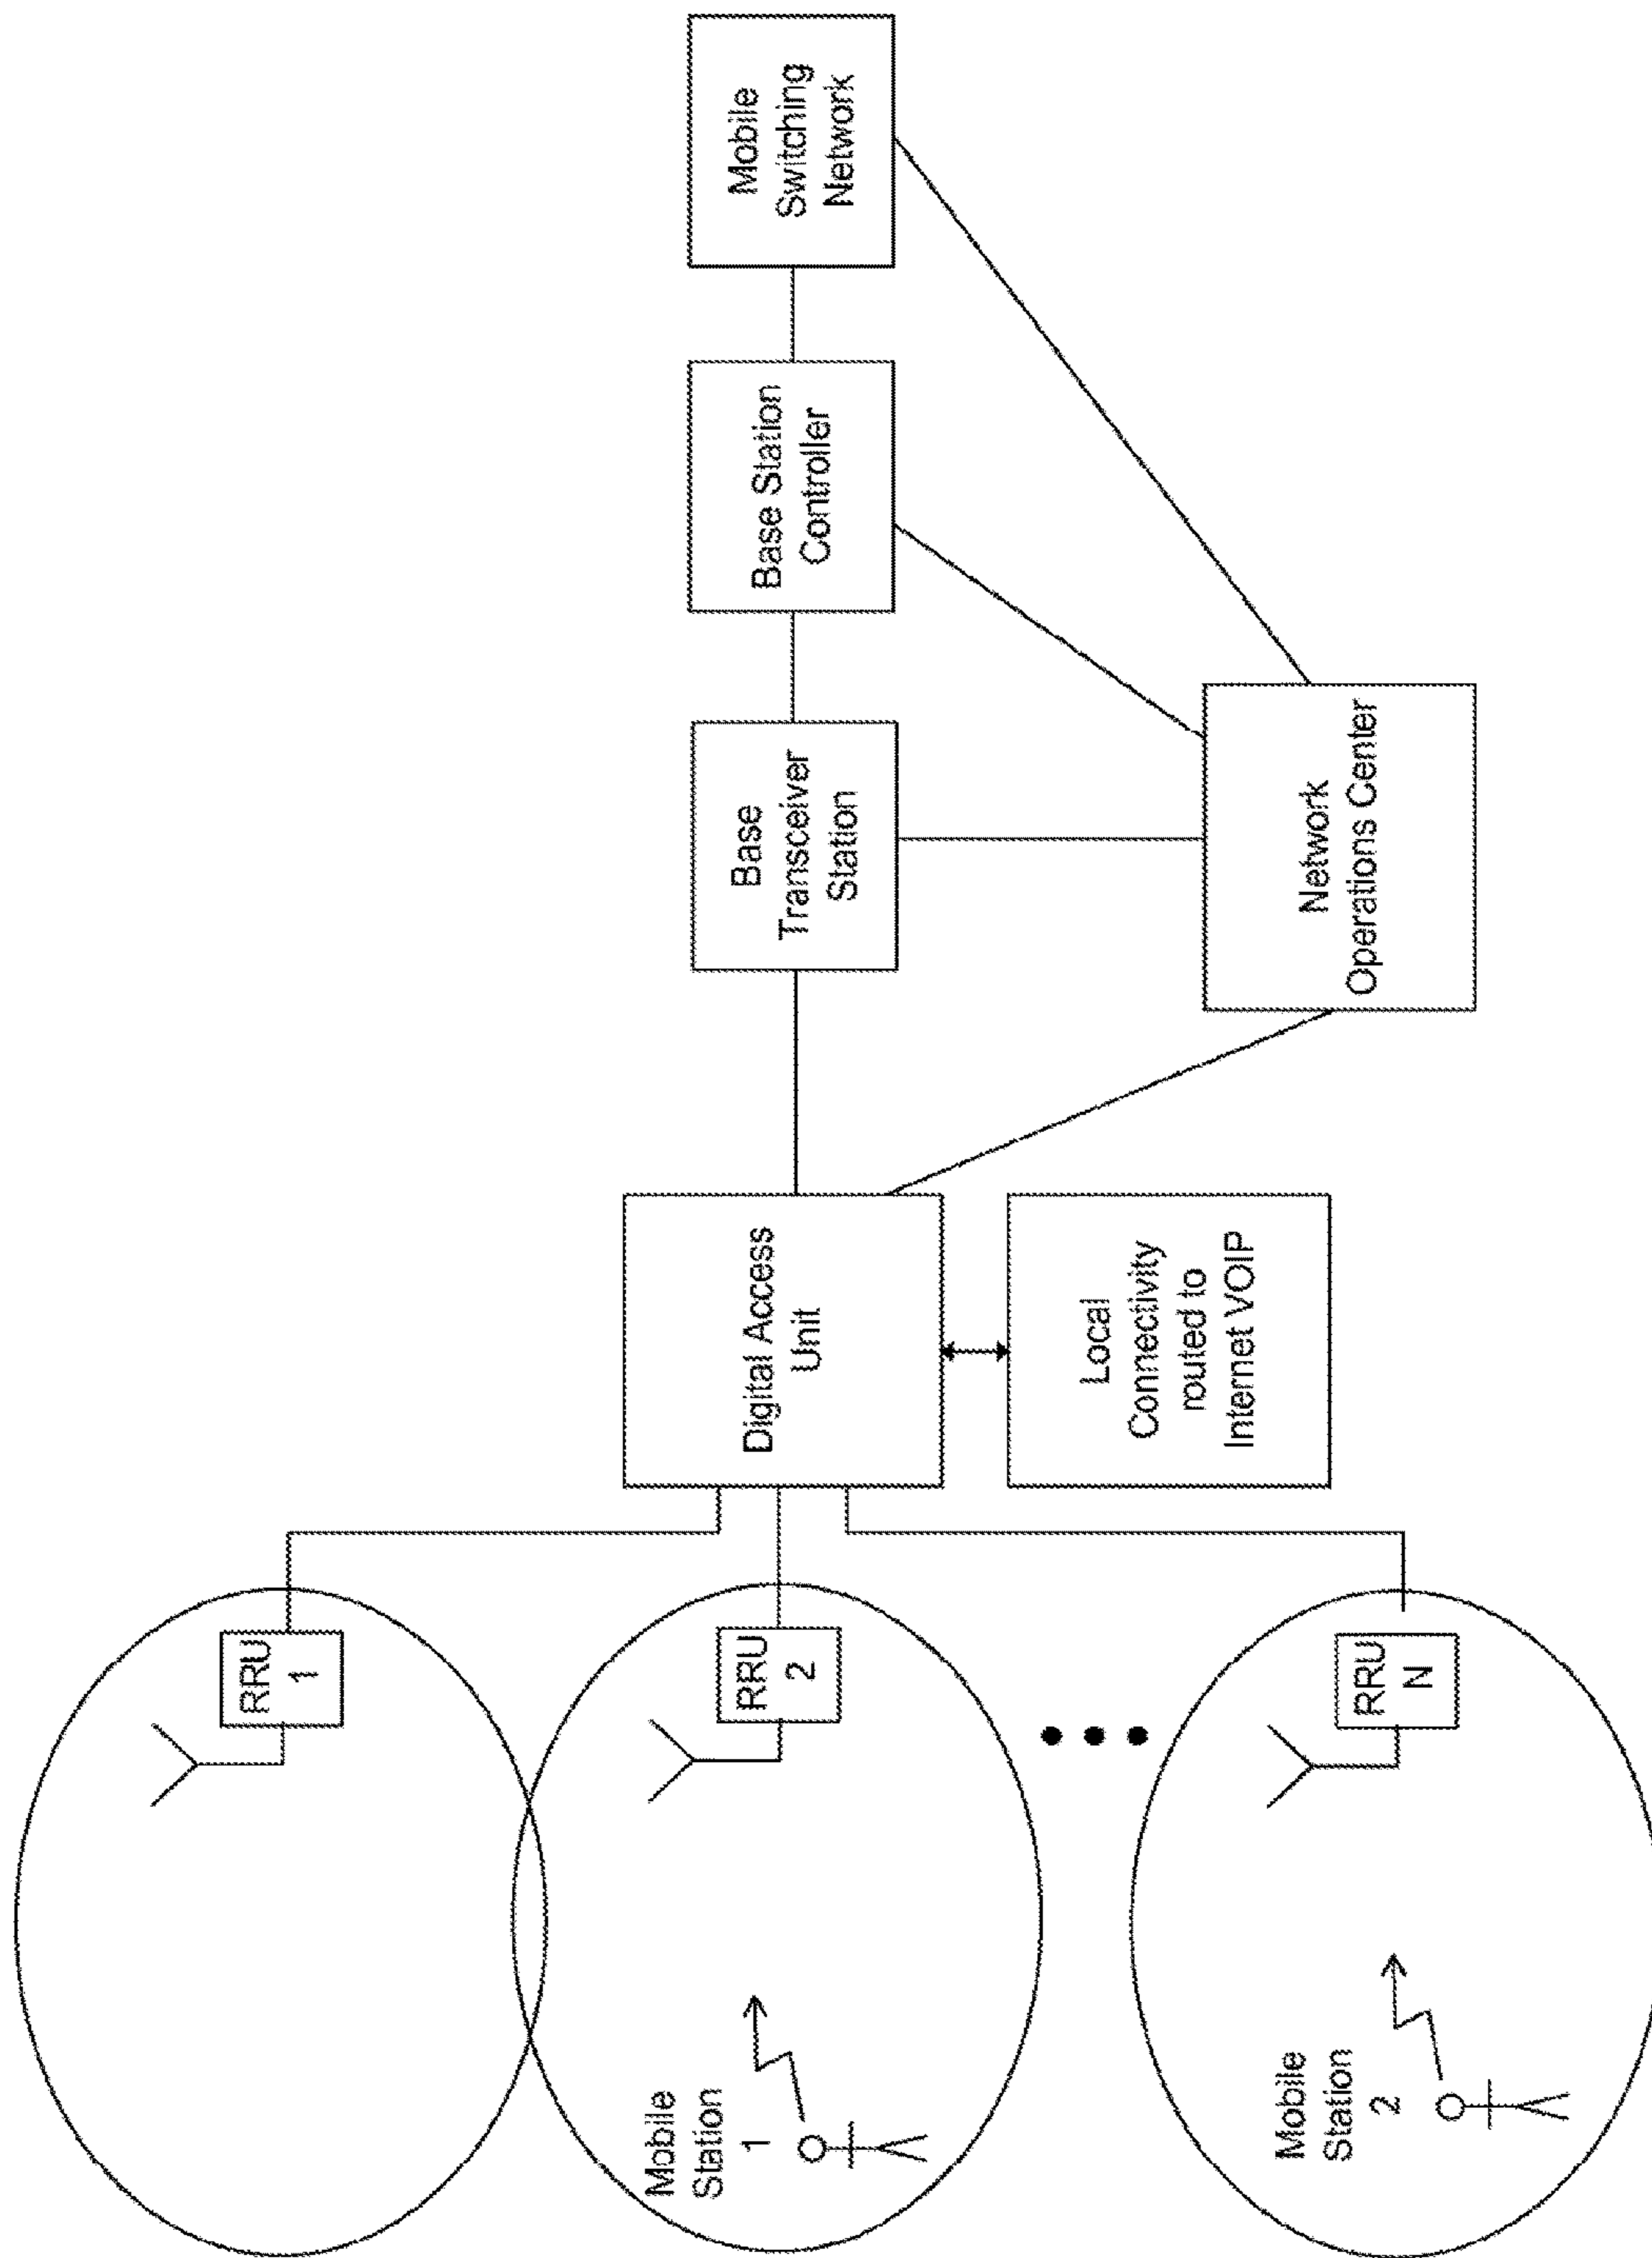 RRU
1
Mobile
Station
1
RRU
2
Mobile
Station
2
RRU
N
Digital Access
Unit
Local
Connectivity
routed to
Internet VOIP
Base
Transceiver
Station
Base Station
Controller
Mobile
Switching
Network
Network
Operations Center